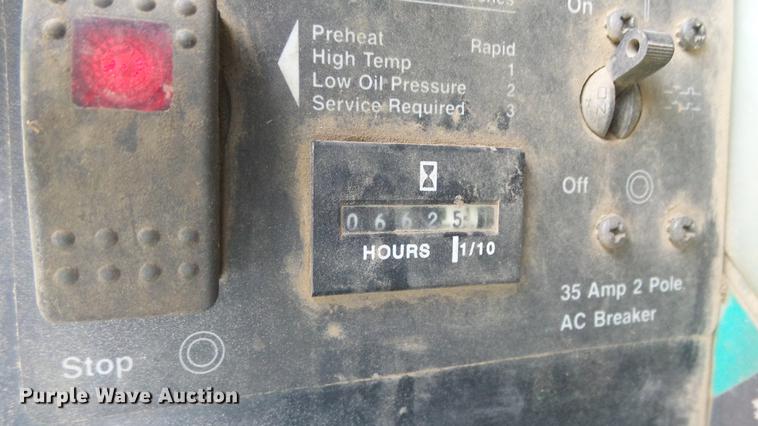 On
Preheat Rapid
High Temp 1
Low Oil Pressure 2
Service Required 3
06625
HOURS 1/10
Off
35 Amp 2 Pole
AC Breaker
Stop
Purple Wave Auction